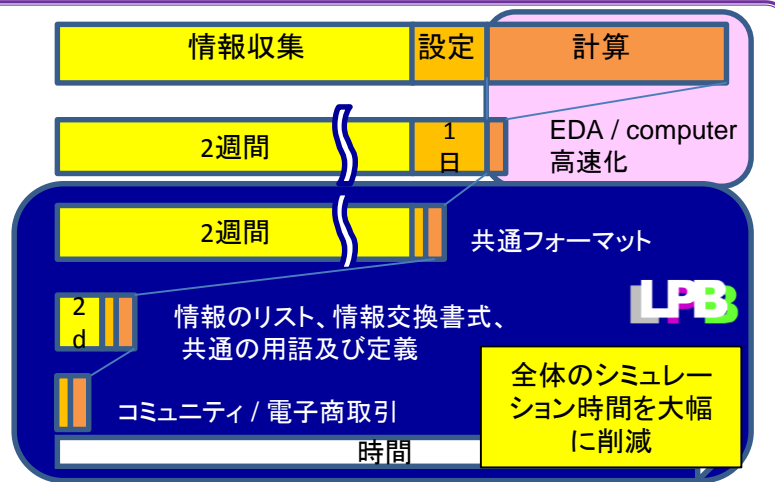 情報収集 設定 計算
2週間
1
日
EDA / computer
高速化
2週間
共通フォーマット
2
d
情報のリスト、情報交換書式、
共通の用語及び定義
LPB
コミュニティ / 電子商取引
全体のシミュレー
ション時間を大幅
に削減
時間